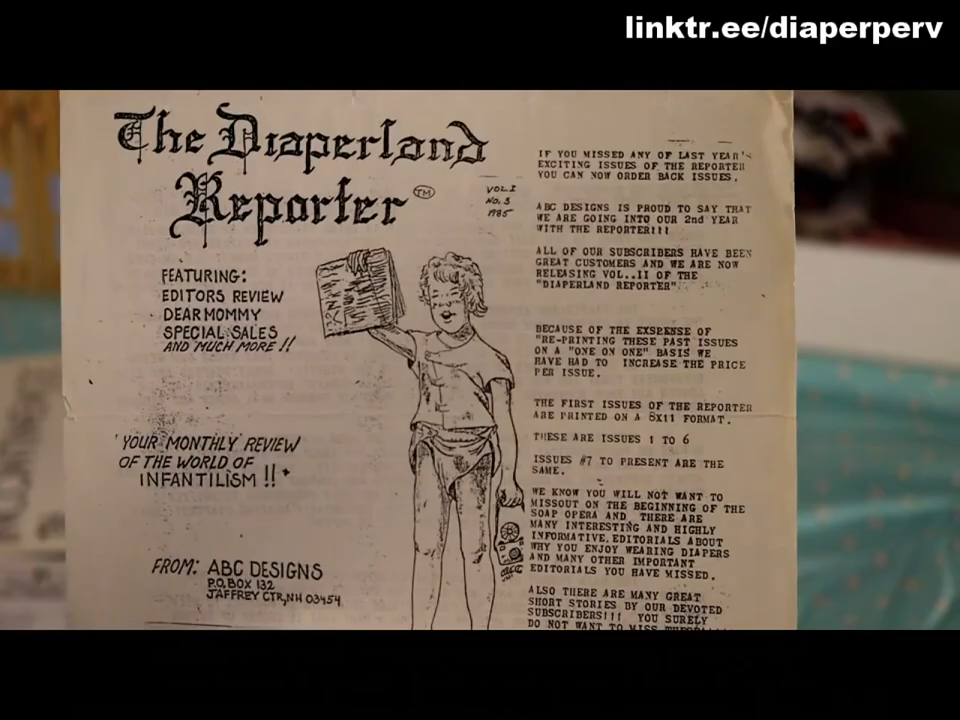 linktr.ee/diaperperv
The Diaperland
Reporter TM
VOL.I
NO.3
1985
FEATURING:
EDITORS REVIEW
DEAR MOMMY
SPECIAL SALES
AND MUCH MORE !!
"YOUR MONTHLY REVIEW
OF THE WORLD OF
INFANTILISM !!"
FROM: ABC DESIGNS
P.O. BOX 132
JAFFREY CTR, NH 03454
IF YOU MISSED ANY OF LAST YEAR'S
EXCITING ISSUES OF THE REPORTER
YOU CAN NOW ORDER BACK ISSUES.
ABC DESIGNS IS PROUD TO SAY THAT
WE ARE GOING INTO OUR 2nd YEAR
WITH THE REPORTER!!!
ALL OF OUR SUBSCRIBERS HAVE BEEN
GREAT CUSTOMERS AND WE ARE NOW
RELEASING VOL..II OF THE
"DIAPERLAND REPORTER"
BECAUSE OF THE EXSPENSE OF
"RE-PRINTING THESE PAST ISSUES
ON A "ONE ON ONE" BASIS WE
HAVE HAD TO INCREASE THE PRICE
PER ISSUE.
THE FIRST ISSUES OF THE REPORTER
ARE PRINTED ON A 8X11 FORMAT.
THESE ARE ISSUES 1 TO 6
ISSUES #7 TO PRESENT ARE THE
SAME.
WE KNOW YOU WILL NOT WANT TO
MISSOUT ON THE BEGINNING OF THE
SOAP OPERA AND THERE ARE
MANY INTERESTING AND HIGHLY
INFORMATIVE EDITORIALS ABOUT
WHY YOU ENJOY WEARING DIAPERS
AND MANY OTHER IMPORTANT
EDITORIALS YOU HAVE MISSED.
ALSO THERE ARE MANY GREAT
SHORT STORIES BY OUR DEVOTED
SUBSCRIBERS!!! YOU SURELY
DO NOT WANT TO MISS